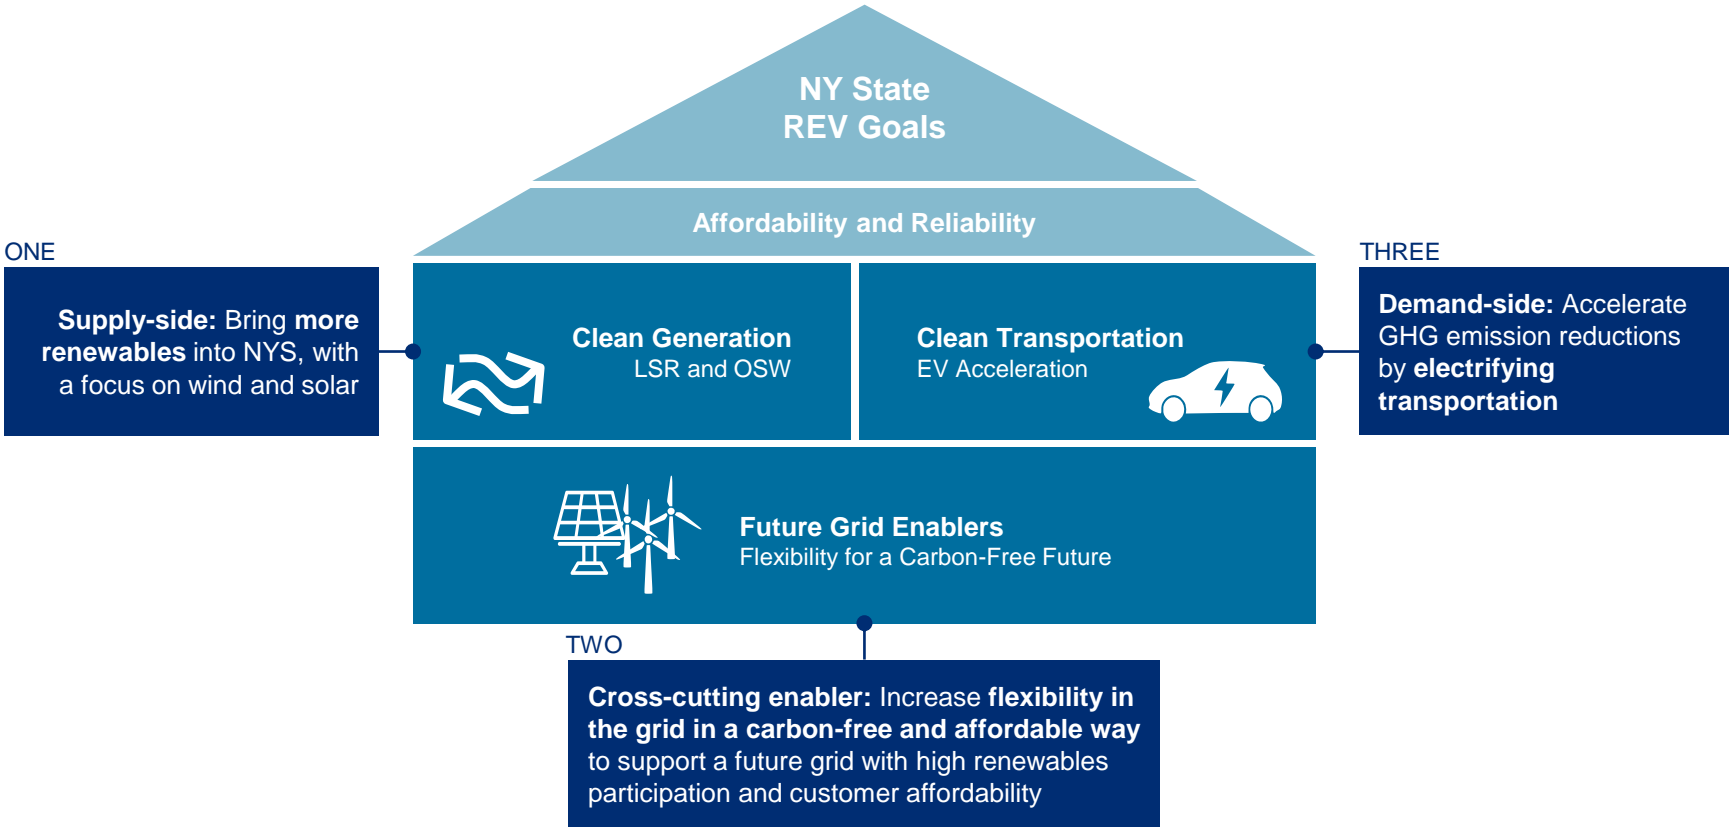 NY State
REV Goals
Affordability and Reliability
ONE
Supply-side: Bring more
renewables into NYS, with
a focus on wind and solar
Clean Generation
LSR and OSW
Clean Transportation
EV Acceleration
THREE
Demand-side: Accelerate
GHG emission reductions
by electrifying
transportation
Future Grid Enablers
Flexibility for a Carbon-Free Future
TWO
Cross-cutting enabler: Increase flexibility in
the grid in a carbon-free and affordable way
to support a future grid with high renewables
participation and customer affordability